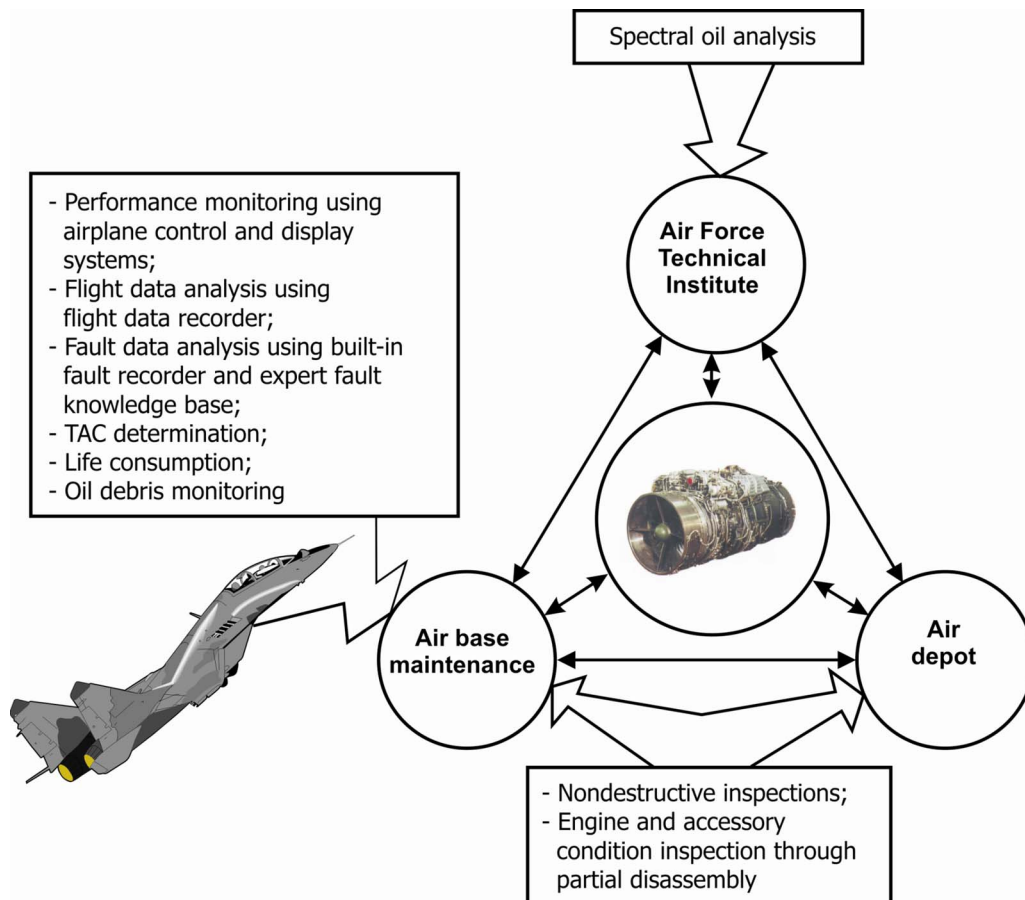 Spectral oil analysis
Air Force
Technical
Institute
- Performance monitoring using
airplane control and display
systems;
- Flight data analysis using
flight data recorder;
- Fault data analysis using built-in
fault recorder and expert fault
knowledge base;
- TAC determination;
- Life consumption;
- Oil debris monitoring
Air base
maintenance
Air
depot
- Nondestructive inspections;
- Engine and accessory
condition inspection through
partial disassembly